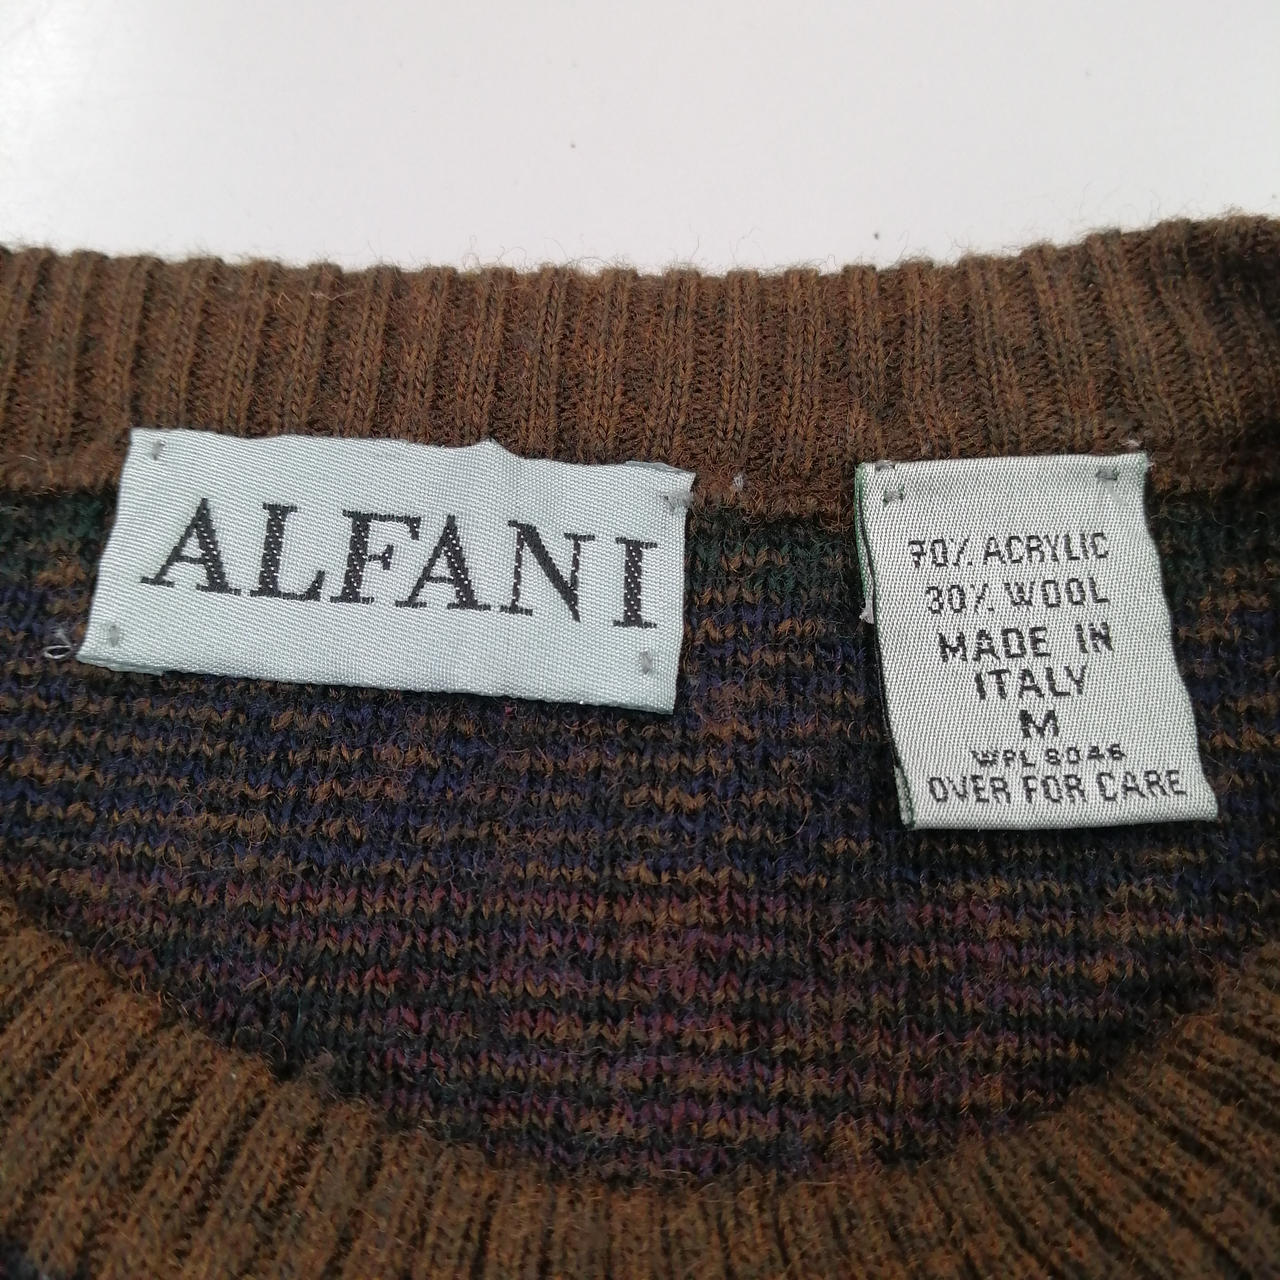 ALFANI
70% ACRYLIC
30% WOOL
MADE IN
ITALY
M
WPL 8046
OVER FOR CARE